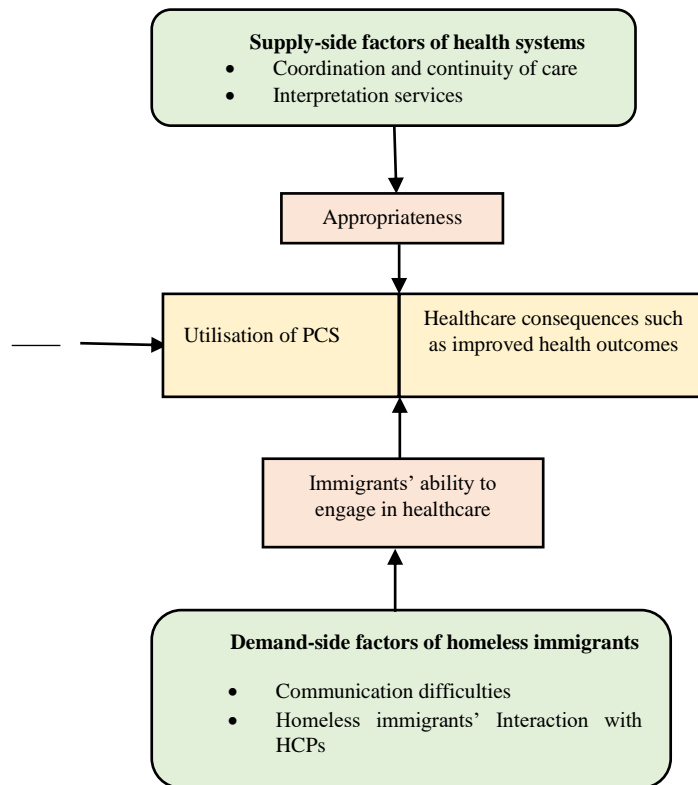 Supply-side factors of health systems
• Coordination and continuity of care
• Interpretation services
Appropriateness
Utilisation of PCS
Healthcare consequences such
as improved health outcomes
Immigrants’ ability to
engage in healthcare
Demand-side factors of homeless immigrants
• Communication difficulties
• Homeless immigrants’ Interaction with
HCPs